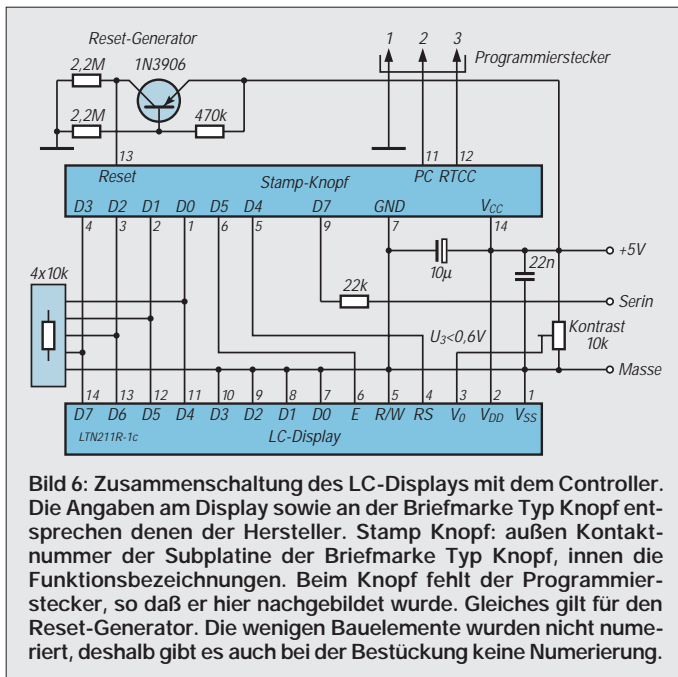 Reset-Generator
1 2 3
Programmierstecker
2,2M 1N3906
2,2M 470k
13 11 12
Reset Stamp-Knopf PC RTCC
D3 D2 D1 D0 D5 D4 D7 GND VCC
4 3 2 1 6 5 9 7 14
+5V
4x10k 10µ 22n
22k Serin
U3<0,6V Kontrast
10k
Masse
14 13 12 11 10 9 8 7 6 5 4 3 2 1
D7 D6 D5 D4 D3 D2 D1 D0 E R/W RS V0 VDD VSS
LTN211R-1c LC-Display
Bild 6: Zusammenschaltung des LC-Displays mit dem Controller.
Die Angaben am Display sowie an der Briefmarke Typ Knopf ent-
sprechen denen der Hersteller. Stamp Knopf: außen Kontakt-
nummer der Subplatine der Briefmarke Typ Knopf, innen die
Funktionsbezeichnungen. Beim Knopf fehlt der Programmier-
stecker, so daß er hier nachgebildet wurde. Gleiches gilt für den
Reset-Generator. Die wenigen Bauelemente wurden nicht nume-
riert, deshalb gibt es auch bei der Bestückung keine Numerierung.